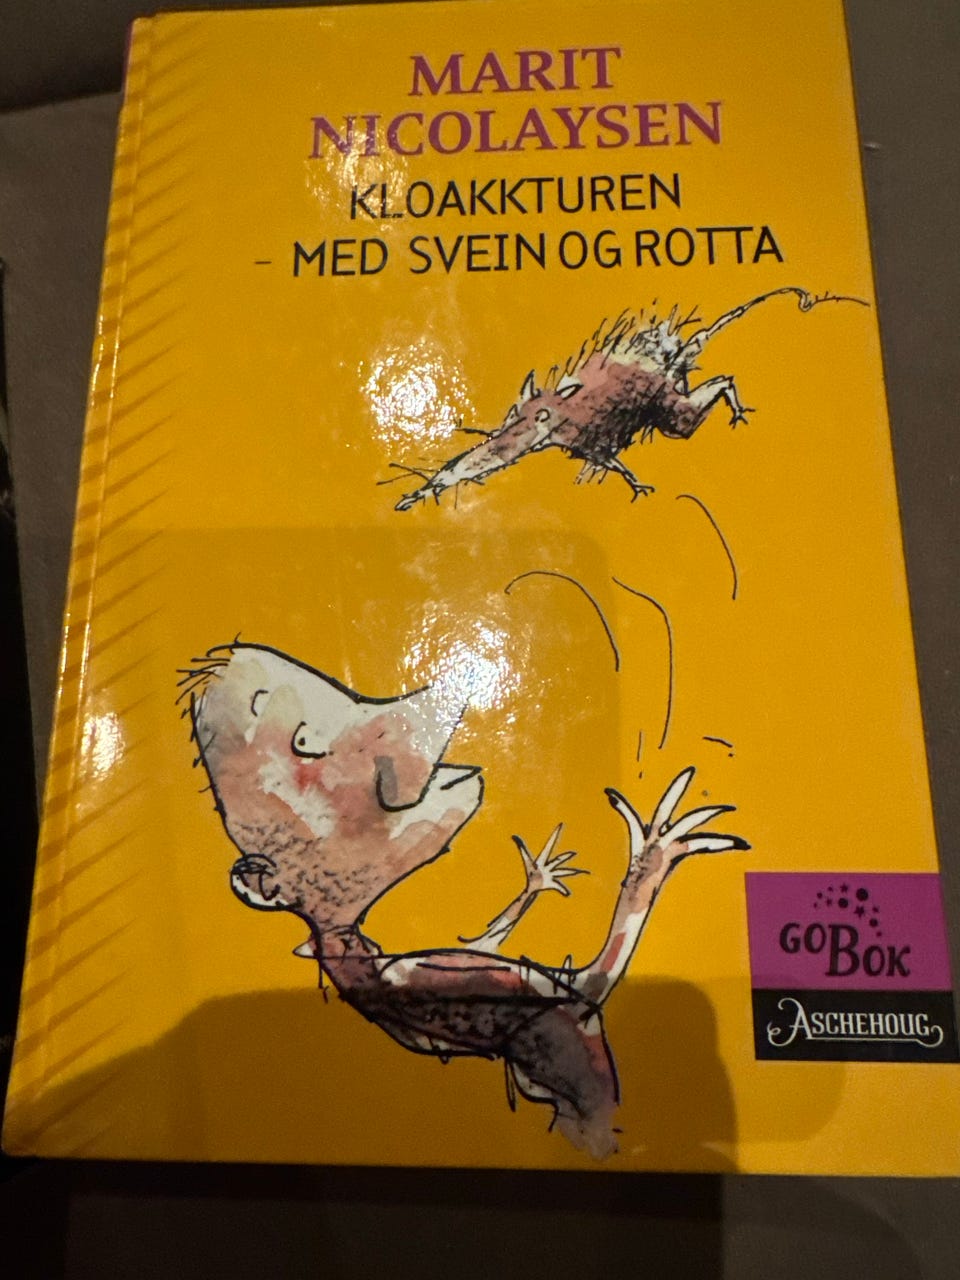 MARIT
NICOLAYSEN
KLOAKKTUREN
– MED SVEIN OG ROTTA
GO BOK
ASCHEHOUG